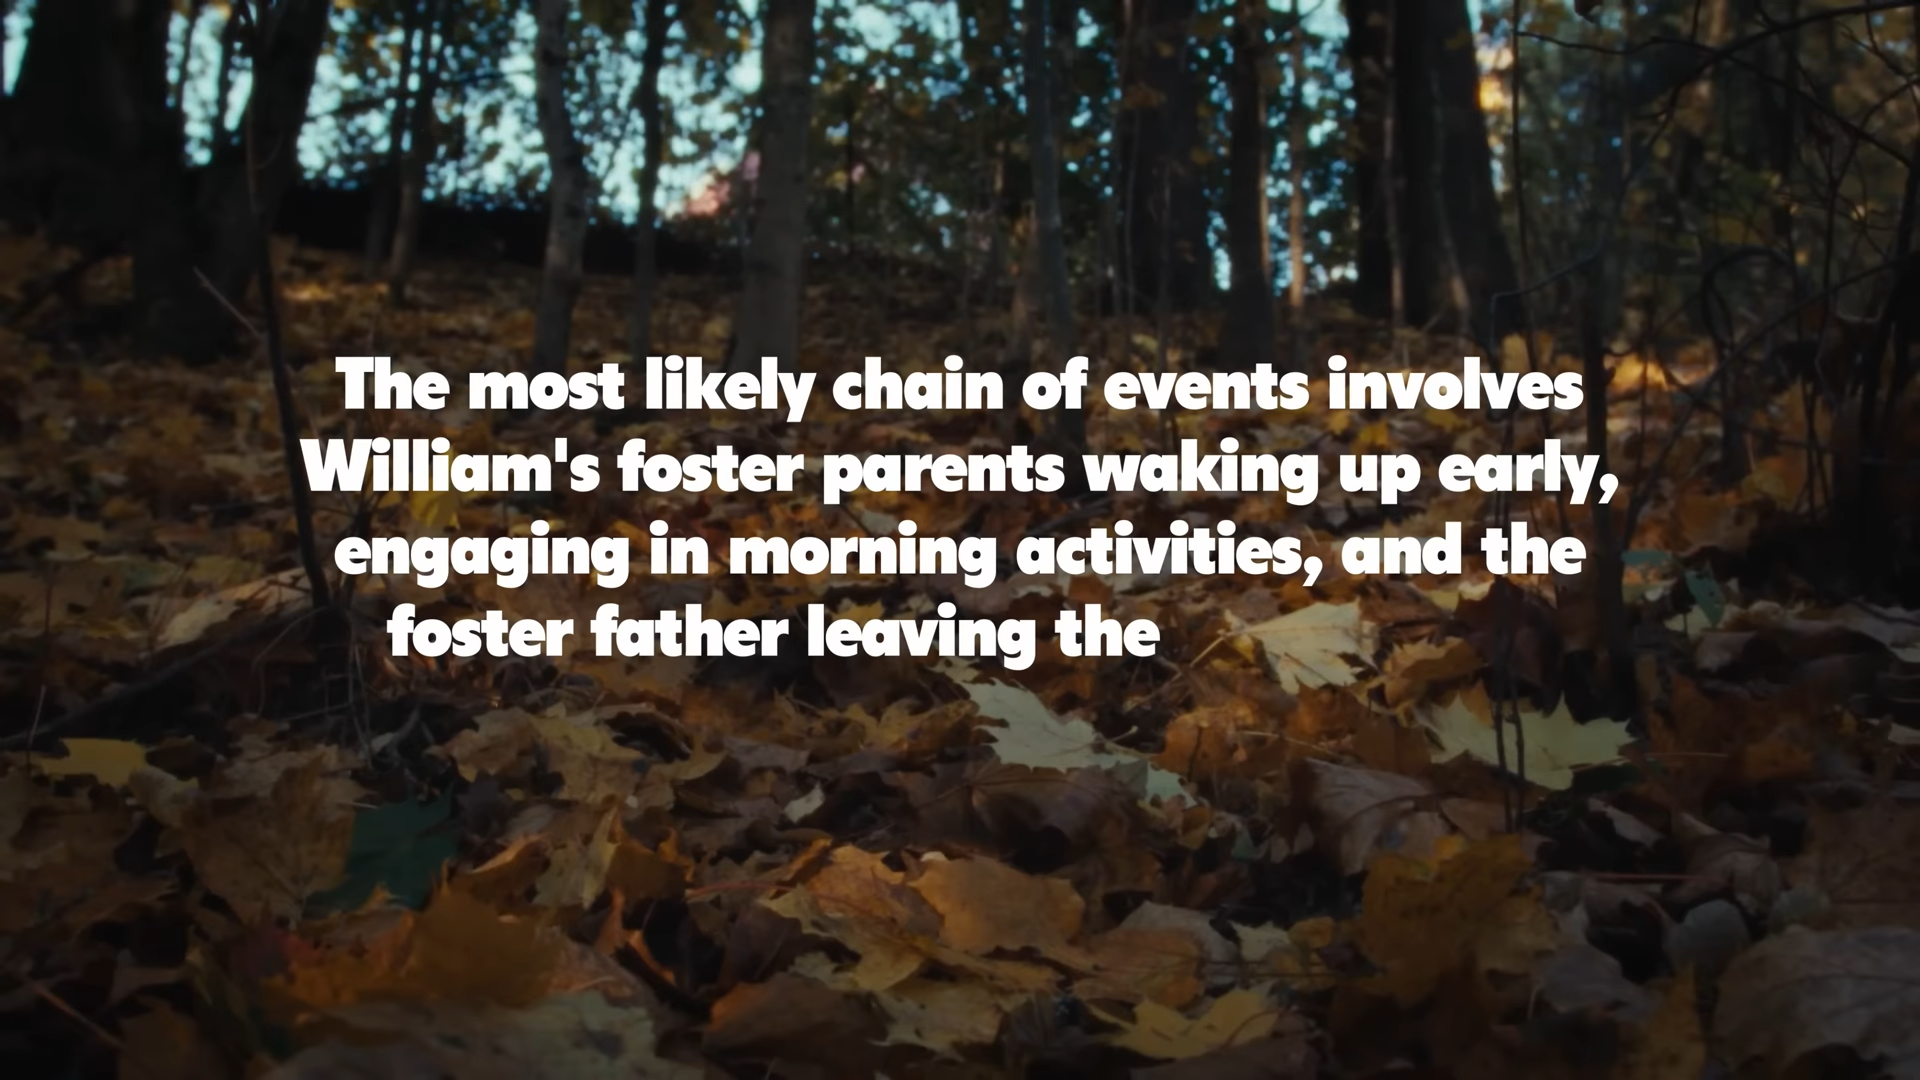 The most likely chain of events involves
William's foster parents waking up early,
engaging in morning activities, and the
foster father leaving the